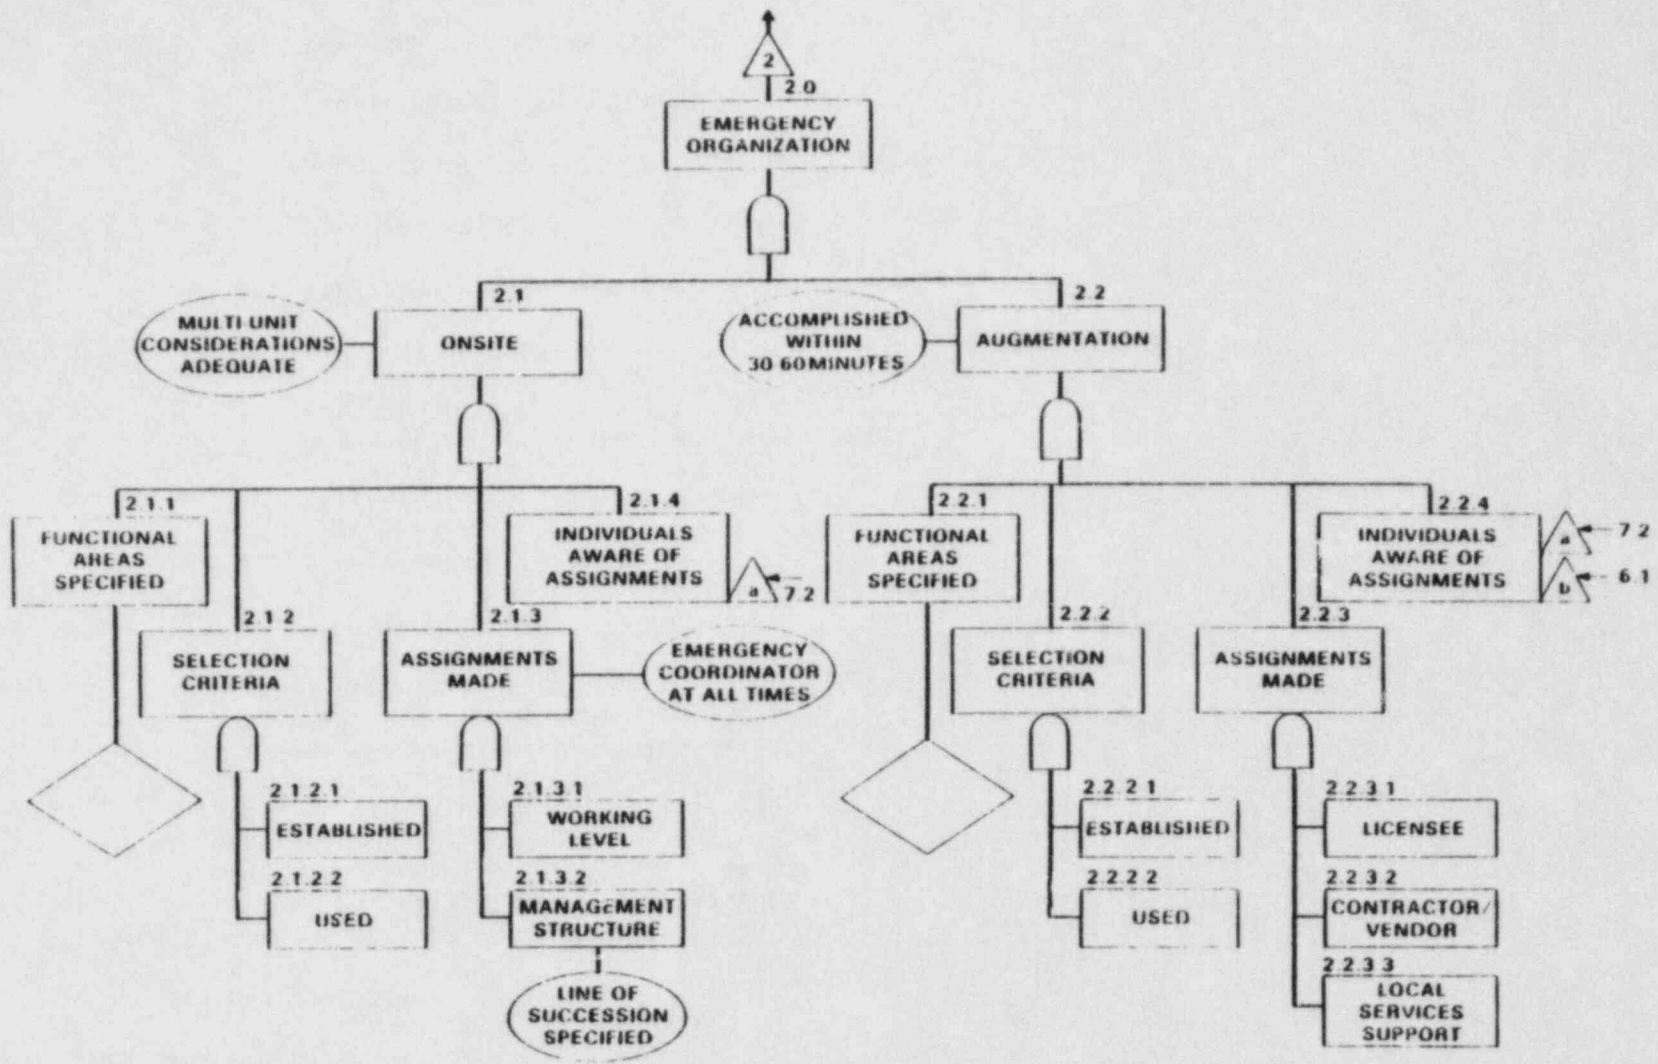 2
2.0
EMERGENCY
ORGANIZATION
2.1
MULTI-UNIT
CONSIDERATIONS
ADEQUATE
ONSITE
2.2
ACCOMPLISHED
WITHIN
30 60 MINUTES
AUGMENTATION
2.1.1
FUNCTIONAL
AREAS
SPECIFIED
2.1.4
INDIVIDUALS
AWARE OF
ASSIGNMENTS
a
7 2
2.1 2
SELECTION
CRITERIA
2.1.3
ASSIGNMENTS
MADE
EMERGENCY
COORDINATOR
AT ALL TIMES
2.1 2.1
ESTABLISHED
2.1.2 2
USED
2.1.3.1
WORKING
LEVEL
2.1.3.2
MANAGEMENT
STRUCTURE
LINE OF
SUCCESSION
SPECIFIED
2.2.1
FUNCTIONAL
AREAS
SPECIFIED
2.2.4
INDIVIDUALS
AWARE OF
ASSIGNMENTS
a
7 2
b
6 1
2.2.2
SELECTION
CRITERIA
2.2.3
ASSIGNMENTS
MADE
2.2.2 1
ESTABLISHED
2.2.2 2
USED
2.2 3 1
LICENSEE
2.2 3.2
CONTRACTOR/
VENDOR
2.2 3 3
LOCAL
SERVICES
SUPPORT